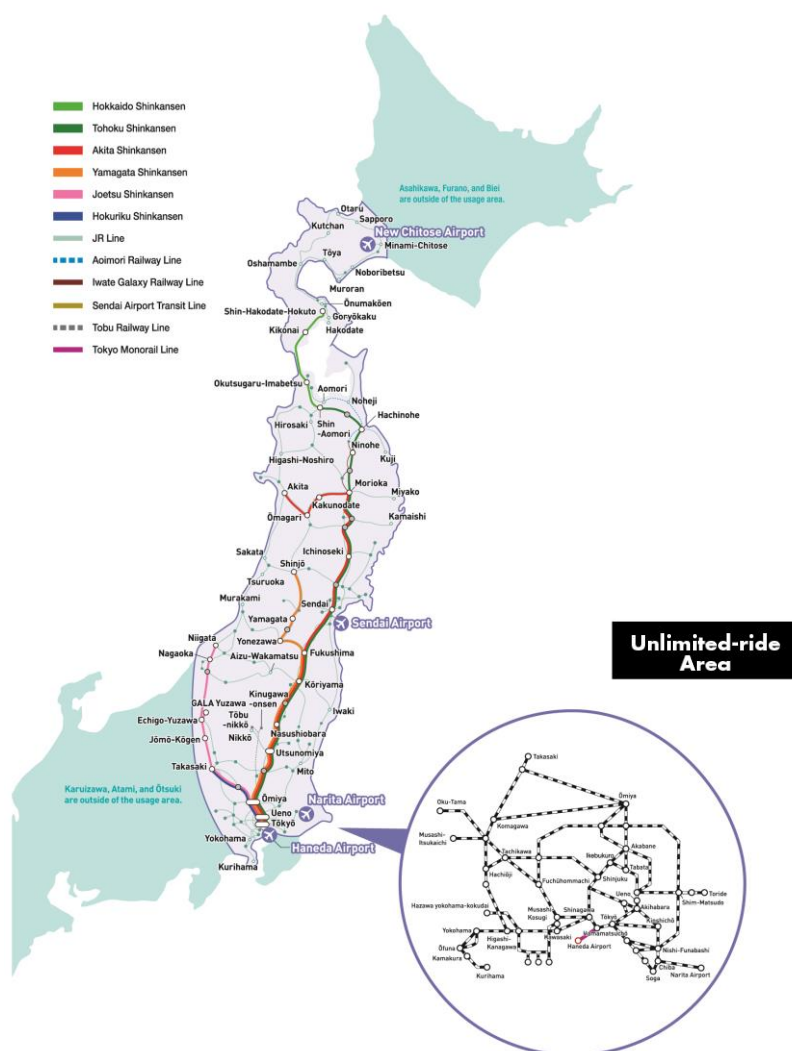 Hokkaido Shinkansen
Tohoku Shinkansen
Akita Shinkansen
Yamagata Shinkansen
Joetsu Shinkansen
Hokuriku Shinkansen
JR Line
Aoimori Railway Line
Iwate Galaxy Railway Line
Sendai Airport Transit Line
Tobu Railway Line
Tokyo Monorail Line
Asahikawa, Furano, and Biei
are outside of the usage area.
Otaru
Sapporo
Kutchan
New Chitose Airport
Minami-Chitose
Tōya
Oshamambe
Noboribetsu
Muroran
Ōnumakōen
Shin-Hakodate-Hokuto
Goryōkaku
Kikonai
Hakodate
Okutsugaru-Imabetsu
Aomori
Noheji
Hachinohe
Hirosaki
Shin
-Aomori
Ninohe
Higashi-Noshiro
Kuji
Akita
Morioka
Kakunodate
Miyako
Ōmagari
Kamaishi
Ichinoseki
Sakata
Shinjō
Tsuruoka
Murakami
Sendai
Yamagata
Sendai Airport
Niigata
Yonezawa
Nagaoka
Aizu-Wakamatsu
Fukushima
Unlimited-ride
Area
Kōriyama
Kinugawa
-onsen
GALA Yuzawa
Iwaki
Echigo-Yuzawa
Tōbu
-nikkō
Nikkō
Nasushiobara
Jōmō-Kōgen
Utsunomiya
Takasaki
Mito
Karuizawa, Atami, and Ōtsuki
are outside of the usage area.
Ōmiya
Narita Airport
Ueno
Tōkyō
Yokohama
Haneda Airport
Kurihama
Takasaki
Ōmiya
Oku-Tama
Komagawa
Musashi-
Itsukaichi
Tachikawa
Ikebukuro
Akabane
Tabata
Hachiōji
Fuchūhommachi
Shinjuku
Ueno
Toride
Shim-Matsudo
Akihabara
Hazawa yokohama-kokudai
Musashi
Kosugi
Shinagawa
Tōkyō
Kinshichō
Yokohama
Higashi-
Kanagawa
Kawasaki
Hamamatsuchō
Haneda Airport
Nishi-Funabashi
Ōfuna
Kamakura
Kurihama
Chiba
Soga
Narita Airport